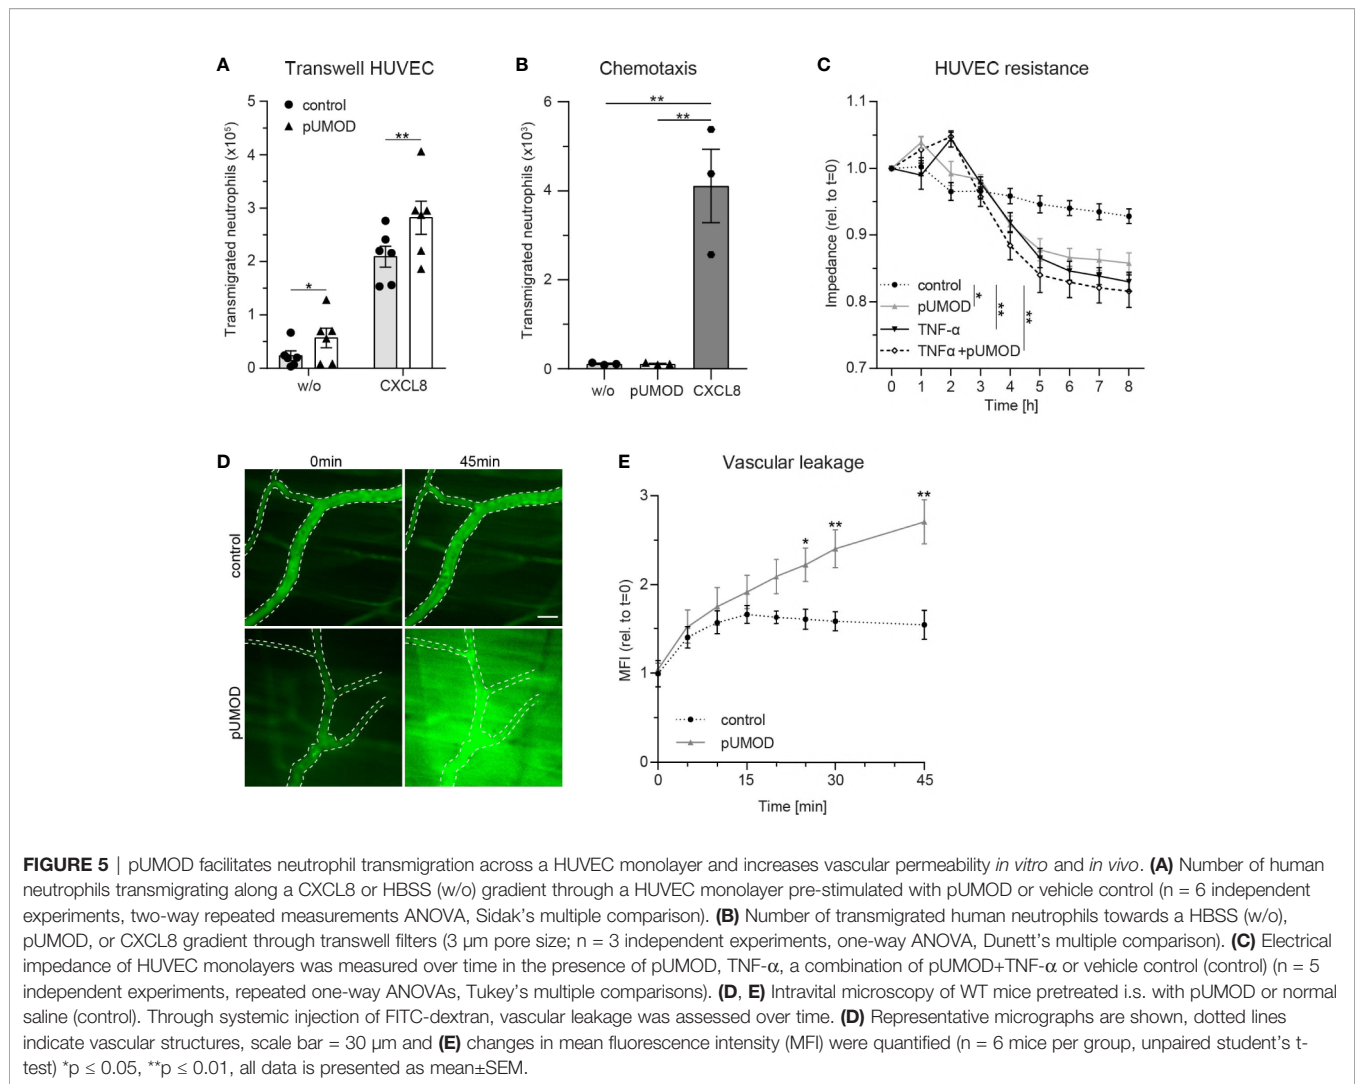 A Transwell HUVEC
Transmigrated neutrophils (x10⁵)
5
4
3
2
1
0
control
pUMOD
*
**
w/o CXCL8
B Chemotaxis
Transmigrated neutrophils (x10³)
6
4
2
0
**
**
w/o pUMOD CXCL8
C HUVEC resistance
Impedance (rel. to t=0)
1.1
1.0
0.9
0.8
0.7
control
pUMOD
TNF-α
TNFα+pUMOD
*
**
**
0 1 2 3 4 5 6 7 8
Time [h]
D 0min 45min
control
pUMOD
E Vascular leakage
MFI (rel. to t=0)
3
2
1
0
*
**
**
control
pUMOD
0 15 30 45
Time [min]
FIGURE 5 | pUMOD facilitates neutrophil transmigration across a HUVEC monolayer and increases vascular permeability in vitro and in vivo. (A) Number of human
neutrophils transmigrating along a CXCL8 or HBSS (w/o) gradient through a HUVEC monolayer pre-stimulated with pUMOD or vehicle control (n = 6 independent
experiments, two-way repeated measurements ANOVA, Sidak's multiple comparison). (B) Number of transmigrated human neutrophils towards a HBSS (w/o),
pUMOD, or CXCL8 gradient through transwell filters (3 μm pore size; n = 3 independent experiments, one-way ANOVA, Dunett's multiple comparison). (C) Electrical
impedance of HUVEC monolayers was measured over time in the presence of pUMOD, TNF-α, a combination of pUMOD+TNF-α or vehicle control (control) (n = 5
independent experiments, repeated one-way ANOVAs, Tukey's multiple comparisons). (D, E) Intravital microscopy of WT mice pretreated i.s. with pUMOD or normal
saline (control). Through systemic injection of FITC-dextran, vascular leakage was assessed over time. (D) Representative micrographs are shown, dotted lines
indicate vascular structures, scale bar = 30 μm and (E) changes in mean fluorescence intensity (MFI) were quantified (n = 6 mice per group, unpaired student's t-
test) *p ≤ 0.05, **p ≤ 0.01, all data is presented as mean±SEM.